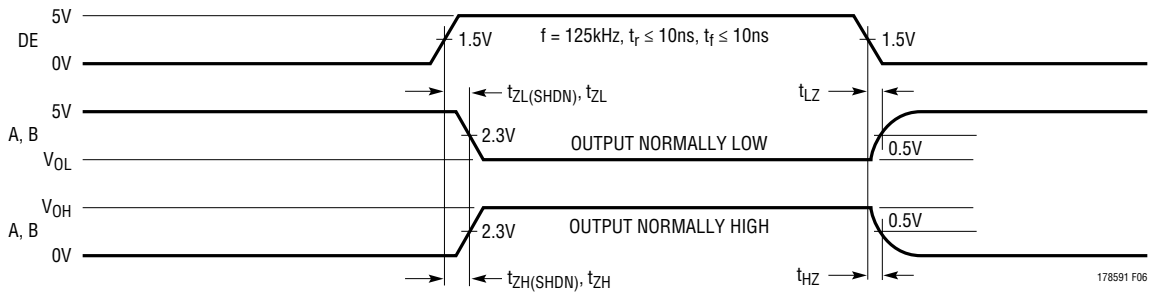 5V
DE
0V
1.5V
f = 125kHz, tr ≤ 10ns, tf ≤ 10ns
1.5V
tZL(SHDN), tZL
tLZ
5V
A, B
VOL
2.3V
OUTPUT NORMALLY LOW
0.5V
VOH
A, B
0V
2.3V
OUTPUT NORMALLY HIGH
0.5V
tZH(SHDN), tZH
tHZ
178591 F06